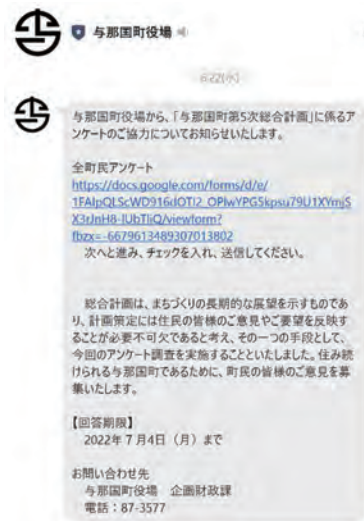 与那国町役場
6/22(水)
与那国町役場から、「与那国町第5次総合計画」に係るア
ンケートのご協力についてお知らせいたします。
全町民アンケート
https://docs.google.com/forms/d/e/
1FAIpQLScWD916dOTI2_OPlwYPG5kpsu79U1XYmjS
X3rJnH8-IUbTliQ/viewform?
fbzx=-6679613489307013802
次へと進み、チェックを入れ、送信してください。
総合計画は、まちづくりの長期的な展望を示すものであ
り、計画策定には住民の皆様のご意見やご要望を反映す
ることが必要不可欠であると考え、その一つの手段として、
今回のアンケート調査を実施することといたしました。住み続
けられる与那国町であるために、町民の皆様のご意見を募
集いたします。
【回答期限】
2022年7月4日(月)まで
お問い合わせ先
与那国町役場 企画財政課
電話:87-3577